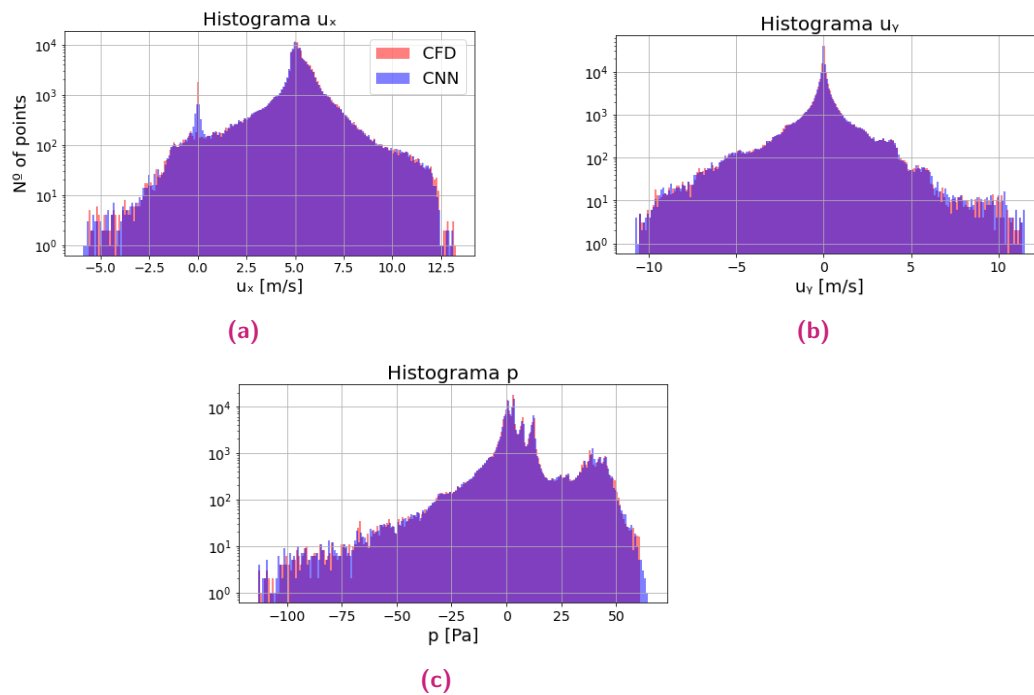 Histograma uₓ
Nº of points
10⁴
10³
10²
10¹
10⁰
CFD
CNN
−5.0 −2.5 0.0 2.5 5.0 7.5 10.0 12.5
uₓ [m/s]
(a)
Histograma uᵧ
10⁴
10³
10²
10¹
10⁰
−10 −5 0 5 10
uᵧ [m/s]
(b)
Histograma p
10⁴
10³
10²
10¹
10⁰
−100 −75 −50 −25 0 25 50
p [Pa]
(c)